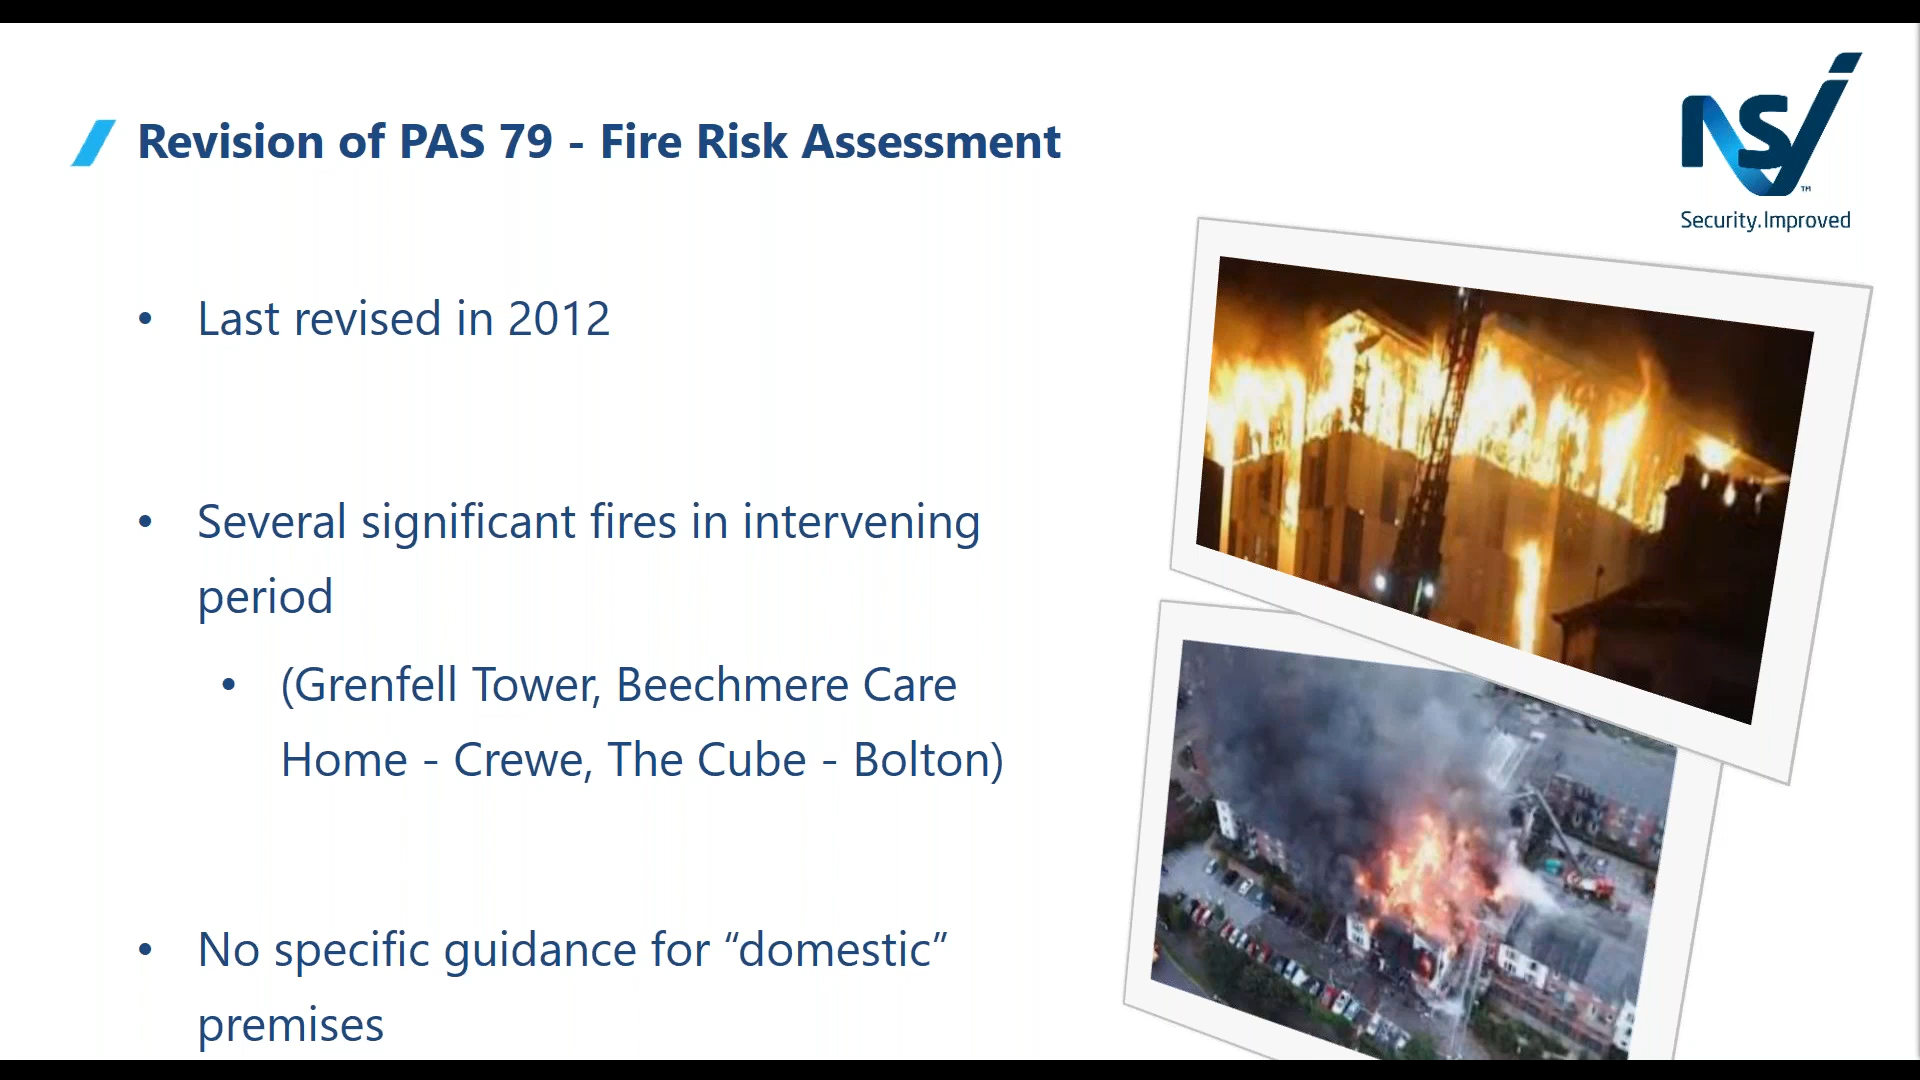 Revision of PAS 79 - Fire Risk Assessment
NSI
™
Security.Improved
• Last revised in 2012
• Several significant fires in intervening
period
• (Grenfell Tower, Beechmere Care
Home - Crewe, The Cube - Bolton)
• No specific guidance for “domestic”
premises